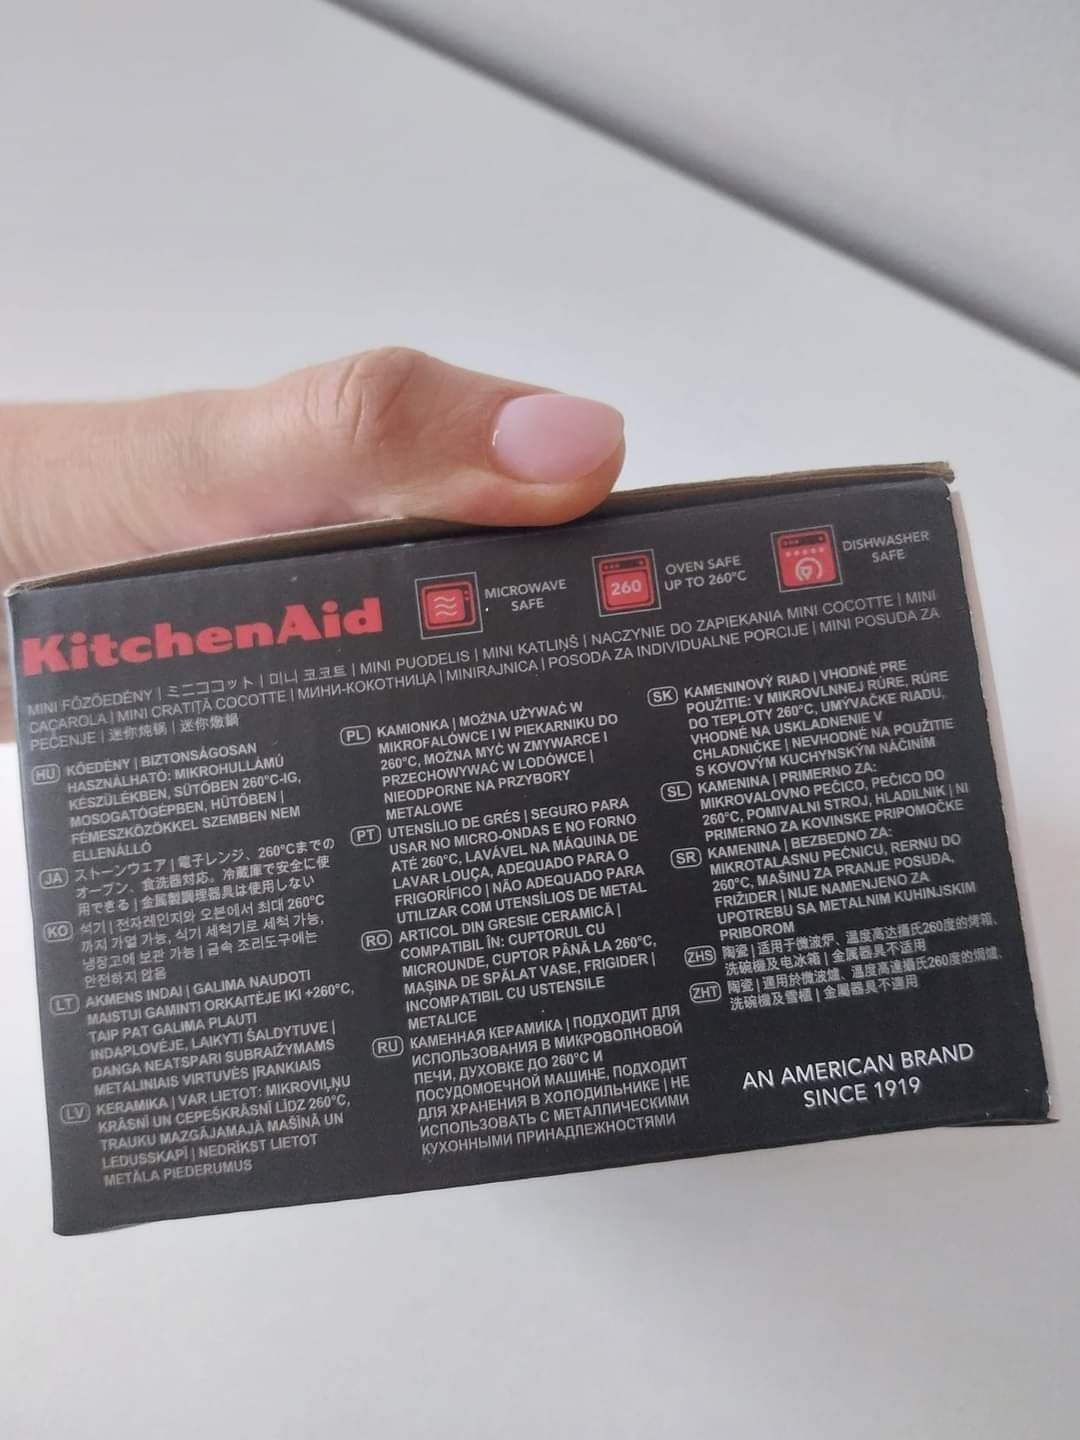 KitchenAid
MICROWAVE
SAFE
260
OVEN SAFE
UP TO 260°C
DISHWASHER
SAFE
MINI FŐZŐEDÉNY | ミニココット | 미니 코코트 | MINI PUODELIS | MINI KATLIŅŠ | NACZYNIE DO ZAPIEKANIA MINI COCOTTE | MINI
CAÇAROLA | MINI CRATIȚĂ COCOTTE | МИНИ-КОКОТНИЦА | MINIRAJNICA | POSODA ZA INDIVIDUALNE PORCIJE | MINI POSUDA ZA
PEČENJE | 迷你炖锅 | 迷你燉鍋
HU KŐEDÉNY | BIZTONSÁGOSAN
HASZNÁLHATÓ: MIKROHULLÁMÚ
KÉSZÜLÉKBEN, SÜTŐBEN 260°C-IG,
MOSOGATÓGÉPBEN, HŰTŐBEN |
FÉMESZKÖZÖKKEL SZEMBEN NEM
ELLENÁLLÓ
JA ストーンウェア | 電子レンジ、260°Cまでの
オーブン、食洗器対応。冷蔵庫で安全に使
用できる | 金属製調理器具は使用しない
KO 석기 | 전자레인지와 오븐에서 최대 260°C
까지 가열 가능, 식기 세척기로 세척 가능,
냉장고에 보관 가능 | 금속 조리도구에는
안전하지 않음
LT AKMENS INDAI | GALIMA NAUDOTI
MAISTUI GAMINTI ORKAITĖJE IKI +260°C,
TAIP PAT GALIMA PLAUTI
INDAPLOVĖJE, LAIKYTI ŠALDYTUVE |
DANGA NEATSPARI SUBRAIŽYMAMS
METALINIAIS VIRTUVĖS ĮRANKIAIS
LV KERAMIKA | VAR LIETOT: MIKROVIĻŅU
KRĀSNĪ UN CEPEŠKRĀSNĪ LĪDZ 260°C,
TRAUKU MAZGĀJAMAJĀ MAŠĪNĀ UN
LEDUSSKAPĪ | NEDRĪKST LIETOT
METĀLA PIEDERUMUS
PL KAMIONKA | MOŻNA UŻYWAĆ W
MIKROFALÓWCE I W PIEKARNIKU DO
260°C, MOŻNA MYĆ W ZMYWARCE I
PRZECHOWYWAĆ W LODÓWCE |
NIEODPORNE NA PRZYBORY
METALOWE
PT UTENSÍLIO DE GRÉS | SEGURO PARA
USAR NO MICRO-ONDAS E NO FORNO
ATÉ 260°C, LAVÁVEL NA MÁQUINA DE
LAVAR LOUÇA, ADEQUADO PARA O
FRIGORÍFICO | NÃO ADEQUADO PARA
UTILIZAR COM UTENSÍLIOS DE METAL
RO ARTICOL DIN GRESIE CERAMICĂ |
COMPATIBIL ÎN: CUPTORUL CU
MICROUNDE, CUPTOR PÂNĂ LA 260°C,
MAȘINA DE SPĂLAT VASE, FRIGIDER |
INCOMPATIBIL CU USTENSILE
METALICE
RU КАМЕННАЯ КЕРАМИКА | ПОДХОДИТ ДЛЯ
ИСПОЛЬЗОВАНИЯ В МИКРОВОЛНОВОЙ
ПЕЧИ, ДУХОВКЕ ДО 260°C И
ПОСУДОМОЕЧНОЙ МАШИНЕ, ПОДХОДИТ
ДЛЯ ХРАНЕНИЯ В ХОЛОДИЛЬНИКЕ | НЕ
ИСПОЛЬЗОВАТЬ С МЕТАЛЛИЧЕСКИМИ
КУХОННЫМИ ПРИНАДЛЕЖНОСТЯМИ
SK KAMENINOVÝ RIAD | VHODNÉ PRE
POUŽITIE: V MIKROVLNNEJ RÚRE, RÚRE
DO TEPLOTY 260°C, UMÝVAČKE RIADU,
VHODNÉ NA USKLADNENIE V
CHLADNIČKE | NEVHODNÉ NA POUŽITIE
S KOVOVÝM KUCHYNSKÝM NÁČINÍM
SL KAMENINA | PRIMERNO ZA:
MIKROVALOVNO PEČICO, PEČICO DO
260°C, POMIVALNI STROJ, HLADILNIK | NI
PRIMERNO ZA KOVINSKE PRIPOMOČKE
SR KAMENINA | BEZBEDNO ZA:
MIKROTALASNU PEĆNICU, RERNU DO
260°C, MAŠINU ZA PRANJE POSUĐA,
FRIŽIDER | NIJE NAMENJENO ZA
UPOTREBU SA METALNIM KUHINJSKIM
PRIBOROM
ZHS 陶瓷 | 适用于微波炉、温度高达攝氏260度的烤箱、
洗碗機及电冰箱 | 金属器具不适用
ZHT 陶瓷 | 適用於微波爐、溫度高達攝氏260度的焗爐、
洗碗機及雪櫃 | 金屬器具不適用
AN AMERICAN BRAND
SINCE 1919